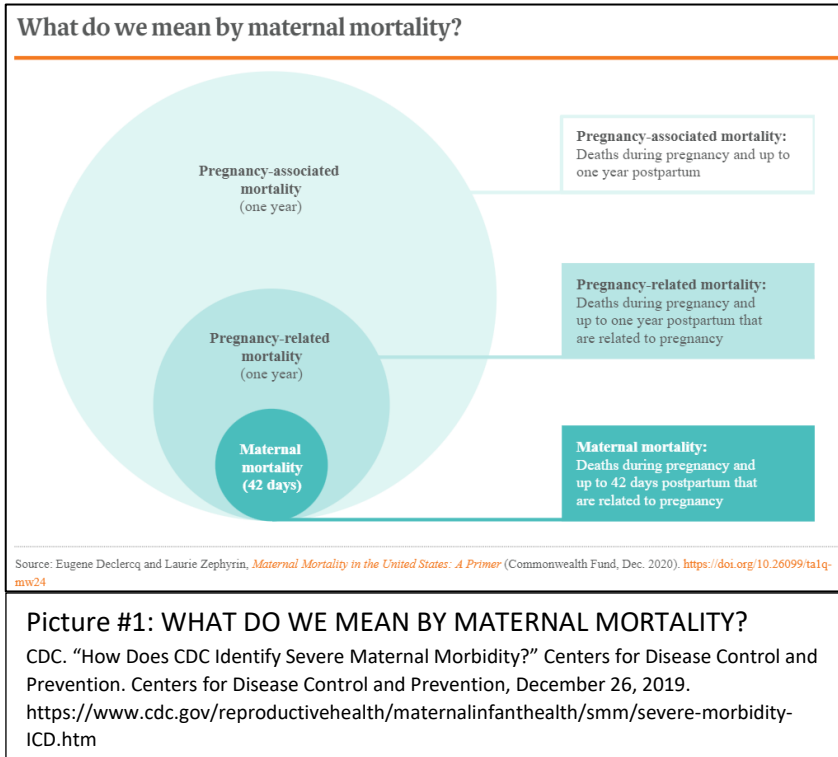 What do we mean by maternal mortality?
Pregnancy-associated
mortality
(one year)
Pregnancy-associated mortality:
Deaths during pregnancy and up to
one year postpartum
Pregnancy-related
mortality
(one year)
Pregnancy-related mortality:
Deaths during pregnancy and
up to one year postpartum that
are related to pregnancy
Maternal
mortality
(42 days)
Maternal mortality:
Deaths during pregnancy and
up to 42 days postpartum that
are related to pregnancy
Source: Eugene Declercq and Laurie Zephyrin, Maternal Mortality in the United States: A Primer (Commonwealth Fund, Dec. 2020). https://doi.org/10.26099/ta1q-
mw24
Picture #1: WHAT DO WE MEAN BY MATERNAL MORTALITY?
CDC. “How Does CDC Identify Severe Maternal Morbidity?” Centers for Disease Control and
Prevention. Centers for Disease Control and Prevention, December 26, 2019.
https://www.cdc.gov/reproductivehealth/maternalinfanthealth/smm/severe-morbidity-
ICD.htm